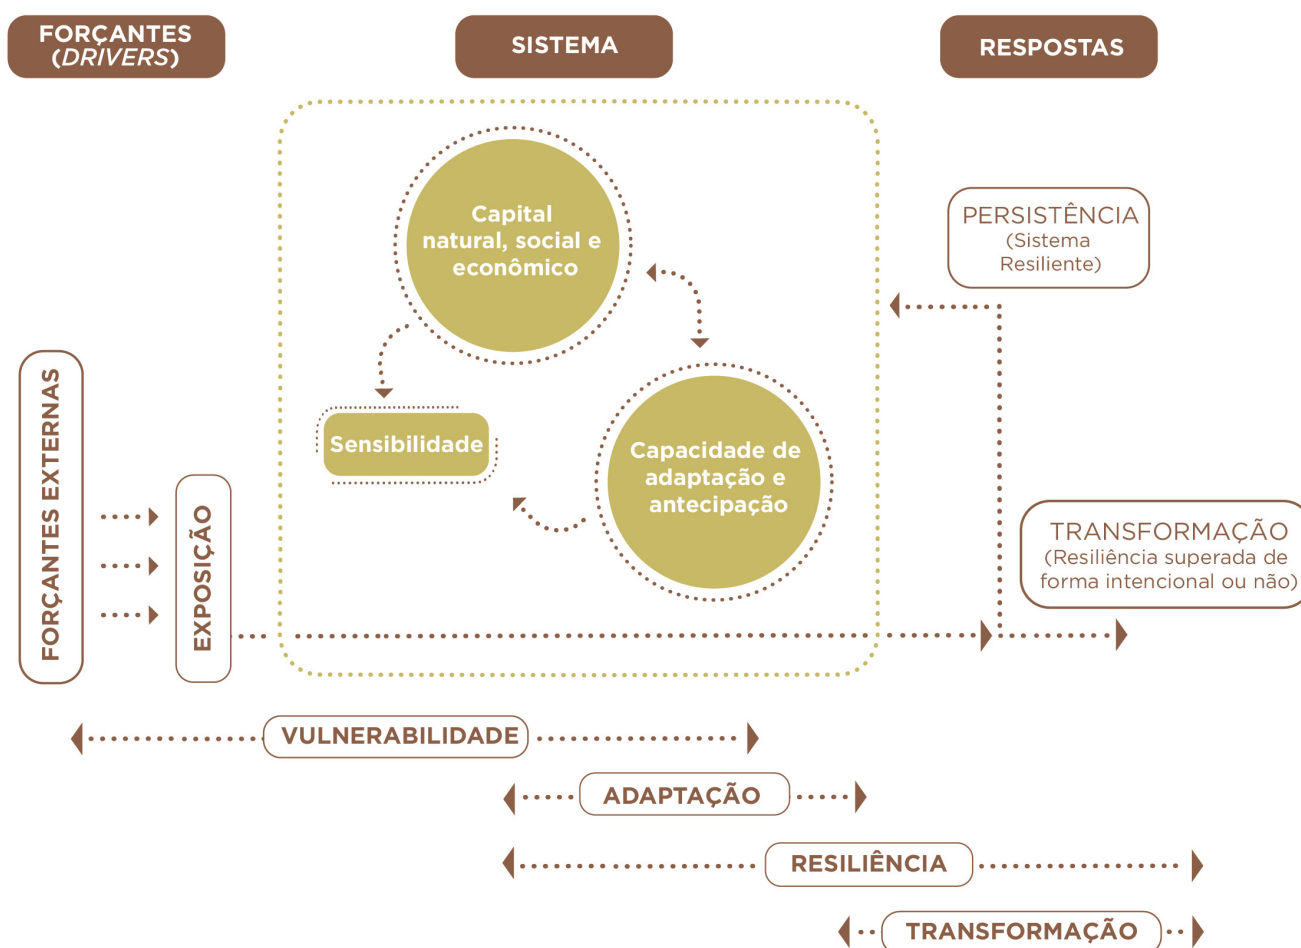 FORÇANTES
(DRIVERS)
SISTEMA
RESPOSTAS
Capital
natural, social e
econômico
PERSISTÊNCIA
(Sistema
Resiliente)
Sensibilidade
Capacidade de
adaptação e
antecipação
FORÇANTES EXTERNAS
EXPOSIÇÃO
TRANSFORMAÇÃO
(Resiliência superada de
forma intencional ou não)
VULNERABILIDADE
ADAPTAÇÃO
RESILIÊNCIA
TRANSFORMAÇÃO